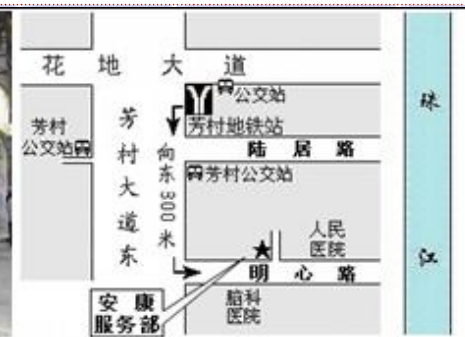 花地大道
公交站
芳村地铁站
芳村
公交站
芳村大道东
向东300米
陆居路
芳村公交站
人民
医院
明心路
安康
服务部
脑科
医院
珠江